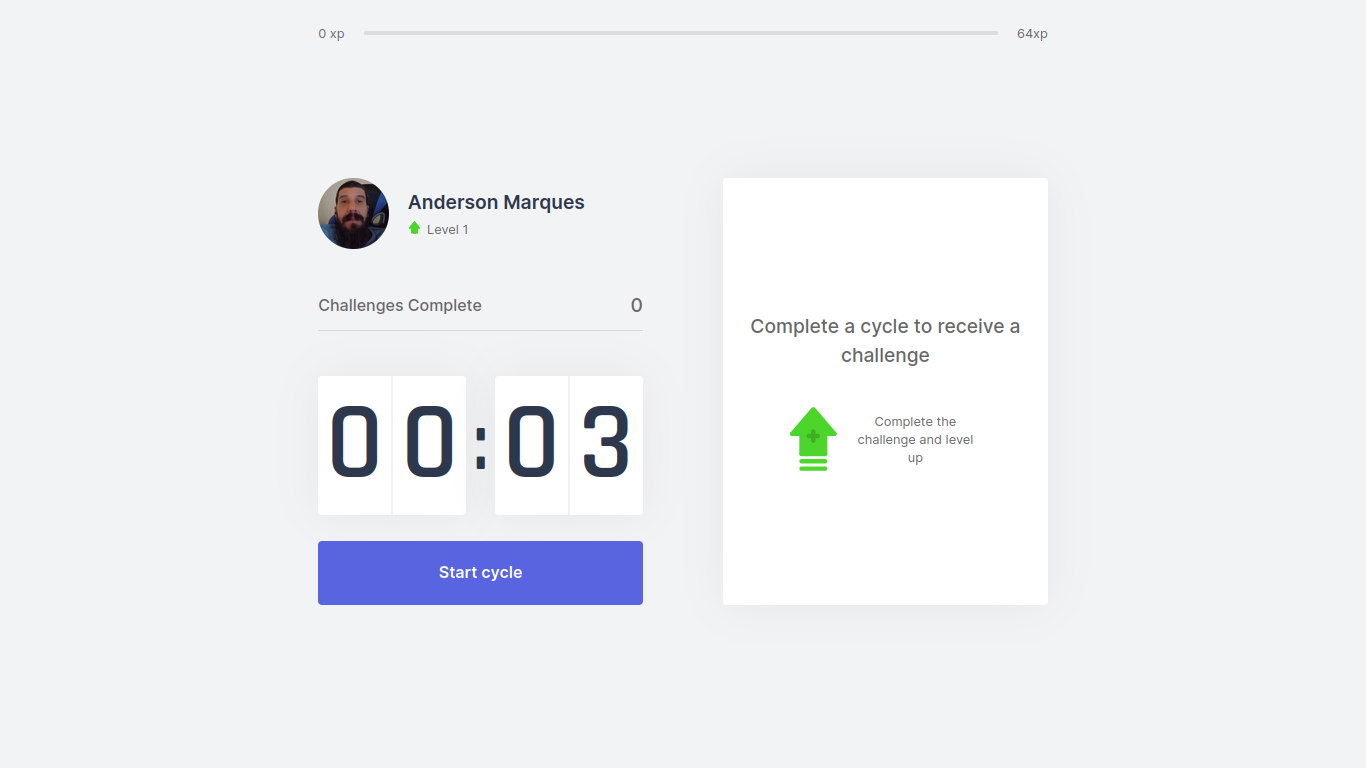 0 xp
64xp
Anderson Marques
Level 1
Challenges Complete
0
00:03
Start cycle
Complete a cycle to receive a
challenge
Complete the
challenge and level
up